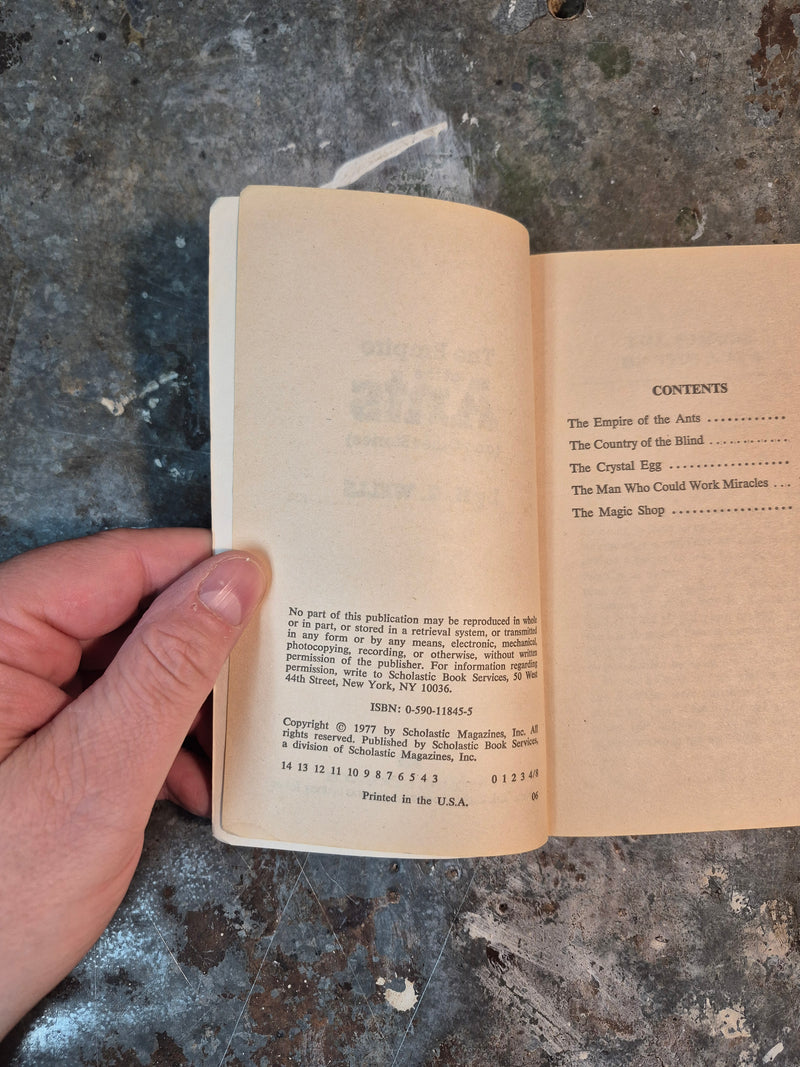 No part of this publication may be reproduced in whole
or in part, or stored in a retrieval system, or transmitted
in any form or by any means, electronic, mechanical,
photocopying, recording, or otherwise, without written
permission of the publisher. For information regarding
permission, write to Scholastic Book Services, 50 West
44th Street, New York, NY 10036.
ISBN: 0-590-11845-5
Copyright © 1977 by Scholastic Magazines, Inc. All
rights reserved. Published by Scholastic Book Services,
a division of Scholastic Magazines, Inc.
14 13 12 11 10 9 8 7 6 5 4 3 0 1 2 3 4/8
Printed in the U.S.A. 06
CONTENTS
The Empire of the Ants ............
The Country of the Blind ............
The Crystal Egg ..................
The Man Who Could Work Miracles ...
The Magic Shop ..................